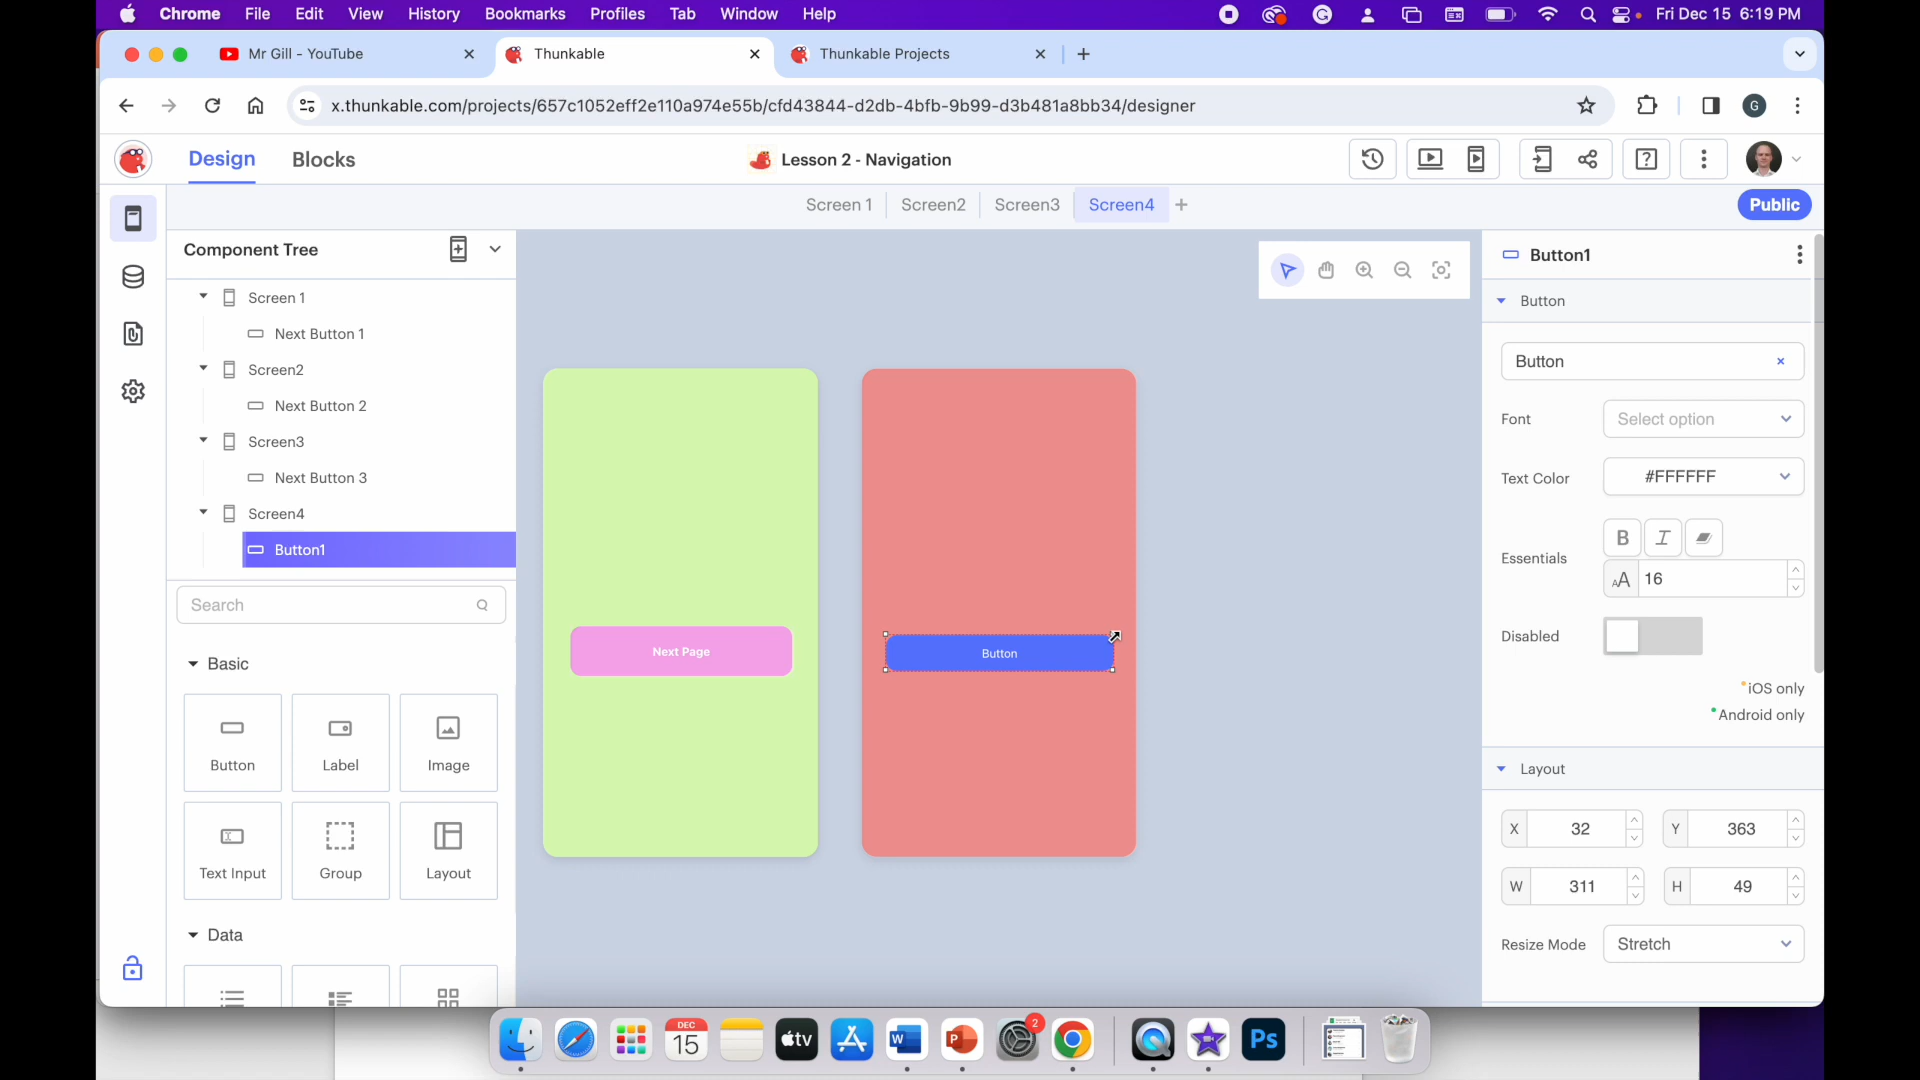 Chrome File Edit View History Bookmarks Profiles Tab Window Help Fri Dec 15 6:19 PM
Mr Gill - YouTube
Thunkable
Thunkable Projects
x.thunkable.com/projects/657c1052eff2e110a974e55b/cfd43844-d2db-4bfb-9b99-d3b481a8bb34/designer
G
Design Blocks
Lesson 2 - Navigation
Screen 1 Screen2 Screen3 Screen4 +
Public
Component Tree
Screen 1
Next Button 1
Screen2
Next Button 2
Screen3
Next Button 3
Screen4
Button1
Search
Basic
Button Label Image
Text Input Group Layout
Data
Next Page
Button
Button1
Button
Button
Font Select option
Text Color #FFFFFF
Essentials B I
AA 16
Disabled
iOS only
Android only
Layout
X 32 Y 363
W 311 H 49
Resize Mode Stretch
DEC
15
tv
W
P
2
Ps